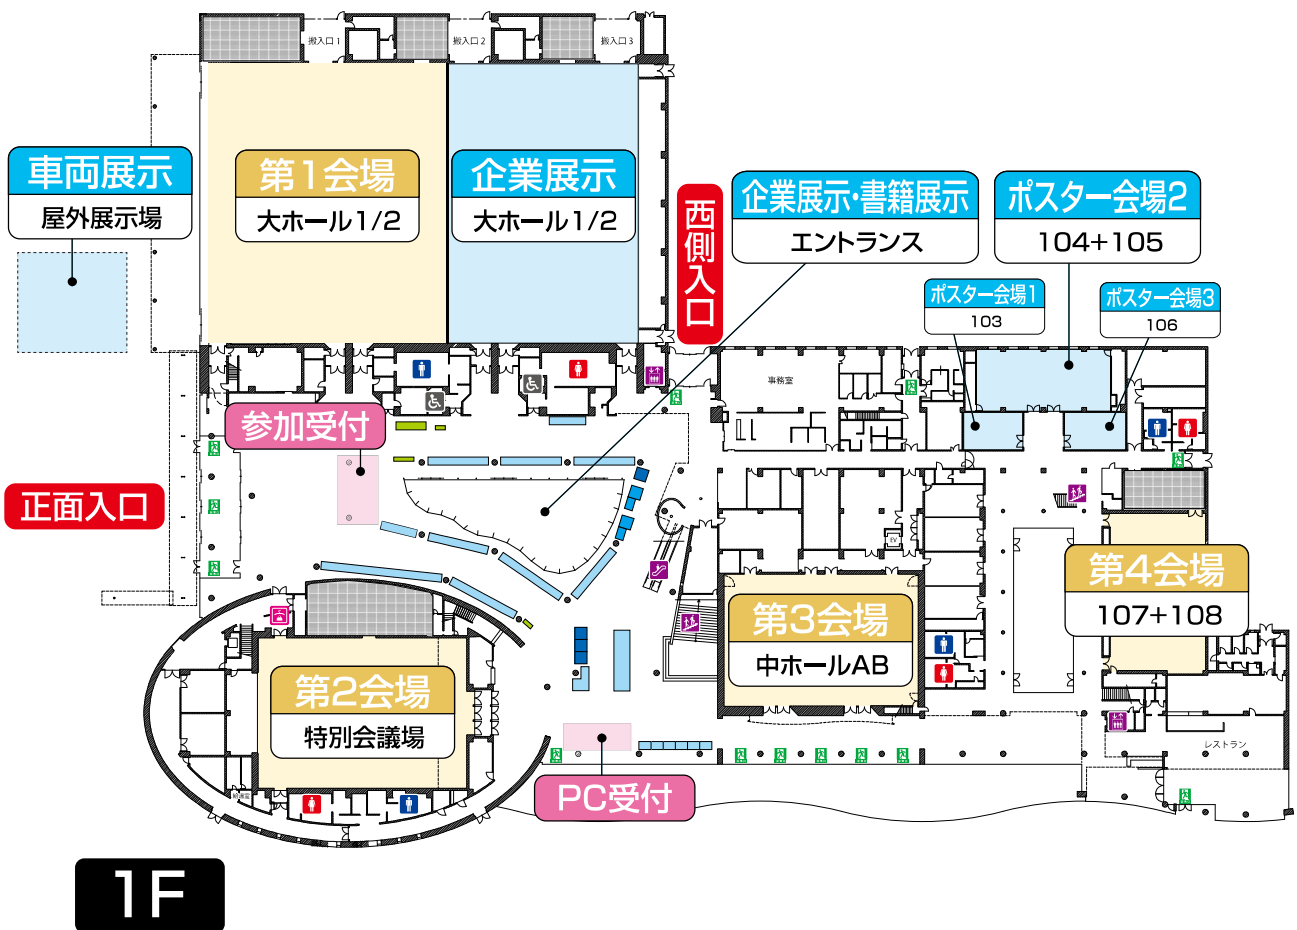 搬入口1
搬入口2
搬入口3
車両展示
屋外展示場
第1会場
大ホール1/2
企業展示
大ホール1/2
西側入口
企業展示・書籍展示
エントランス
ポスター会場2
104+105
ポスター会場1
103
ポスター会場3
106
事務室
参加受付
正面入口
EV
第4会場
107+108
第3会場
中ホールAB
第2会場
特別会議場
レストラン
PC受付
1F